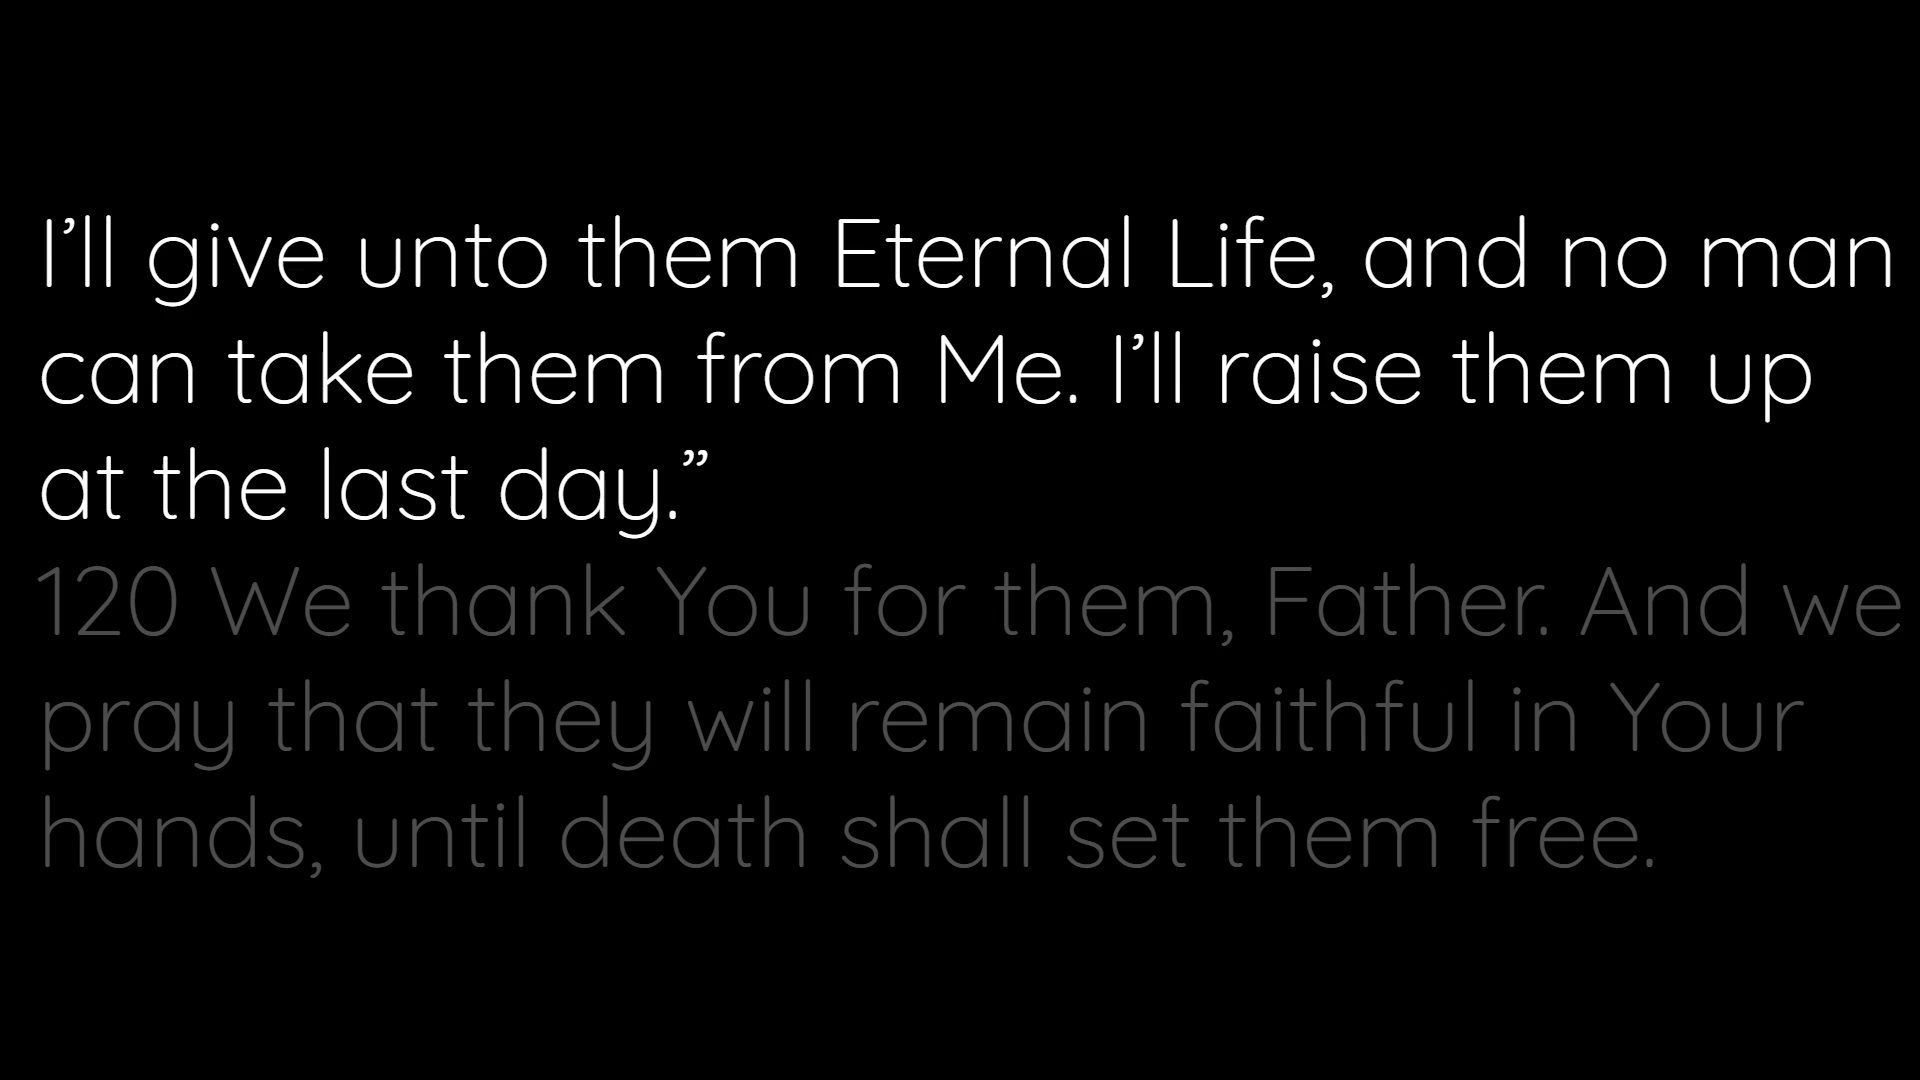 I’ll give unto them Eternal Life, and no man
can take them from Me. I’ll raise them up
at the last day.”
120 We thank You for them, Father. And we
pray that they will remain faithful in Your
hands, until death shall set them free.